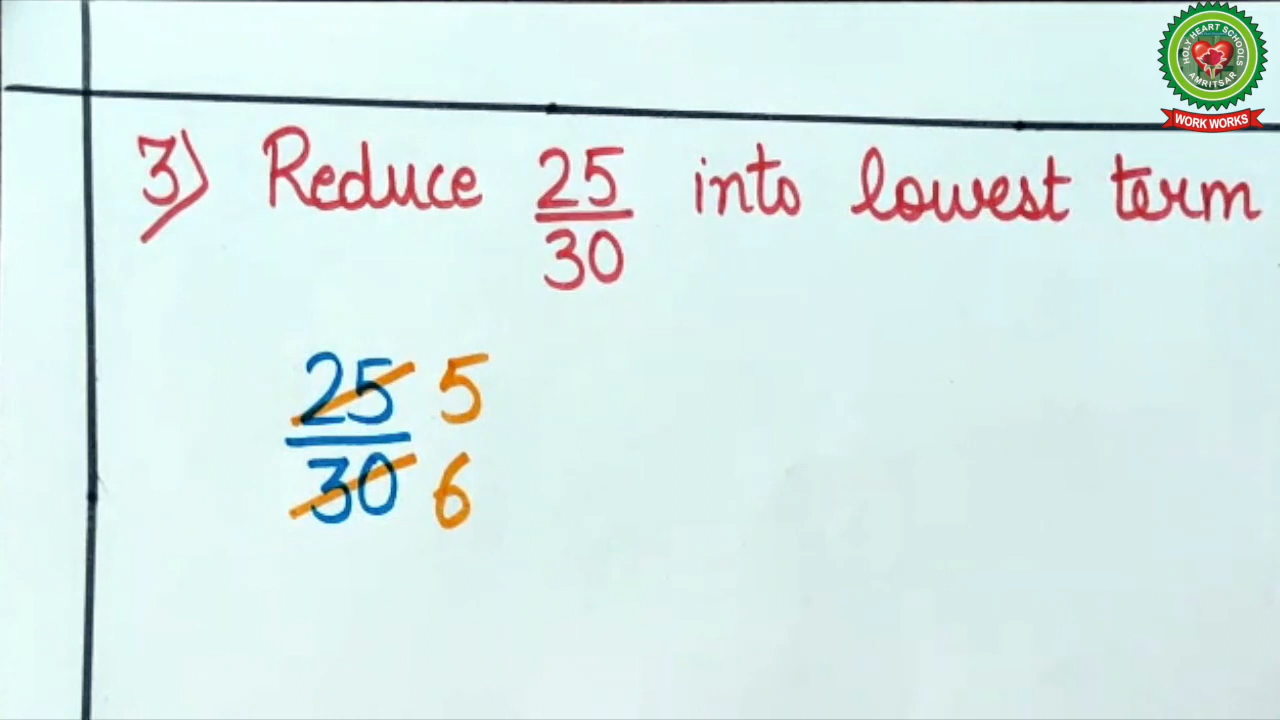 HOLY HEART SCHOOLS
AMRITSAR
WORK WORKS
3) Reduce 25/30 into lowest term
25 5
30 6